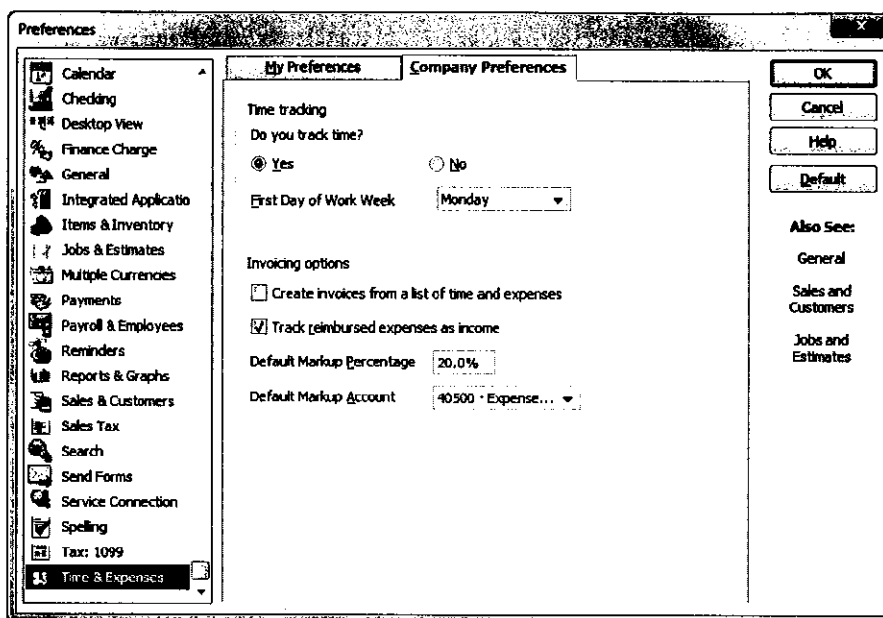 Preferences
X
Calendar
Checking
Desktop View
Finance Charge
General
Integrated Applicatio
Items & Inventory
Jobs & Estimates
Multiple Currencies
Payments
Payroll & Employees
Reminders
Reports & Graphs
Sales & Customers
Sales Tax
Search
Send Forms
Service Connection
Spelling
Tax: 1099
Time & Expenses
My Preferences
Company Preferences
Time tracking
Do you track time?
Yes No
First Day of Work Week Monday
Invoicing options
Create invoices from a list of time and expenses
Track reimbursed expenses as income
Default Markup Percentage 20.0%
Default Markup Account 40500 · Expense...
OK
Cancel
Help
Default
Also See:
General
Sales and
Customers
Jobs and
Estimates